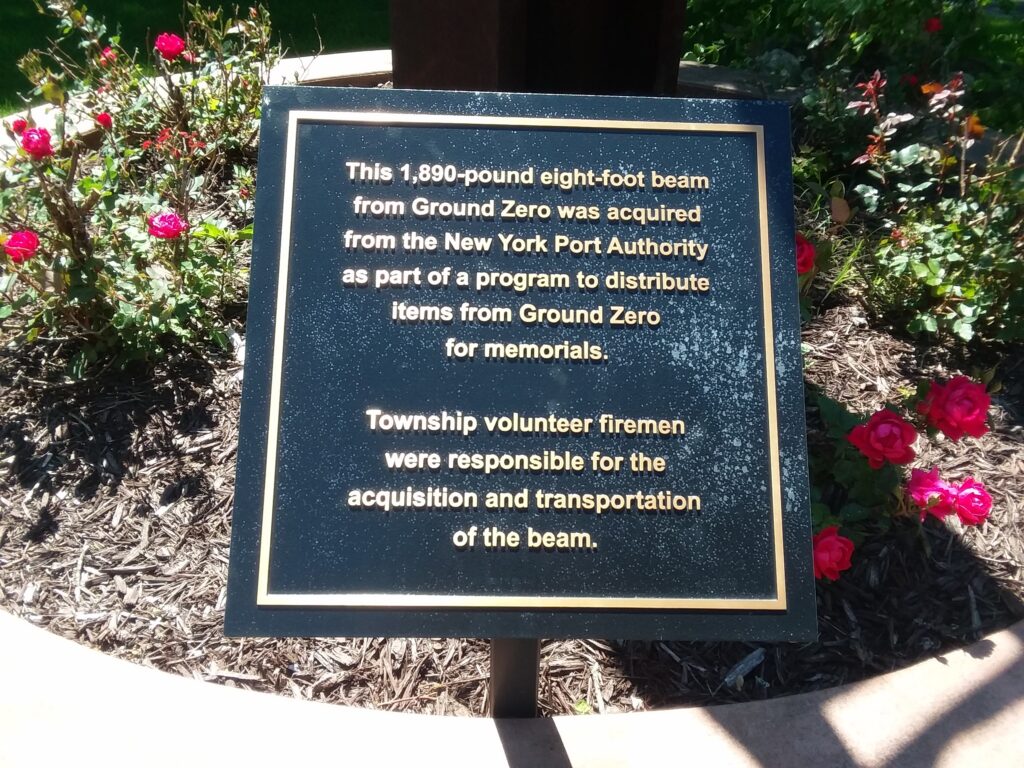 This 1,890-pound eight-foot beam
from Ground Zero was acquired
from the New York Port Authority
as part of a program to distribute
items from Ground Zero
for memorials.
Township volunteer firemen
were responsible for the
acquisition and transportation
of the beam.